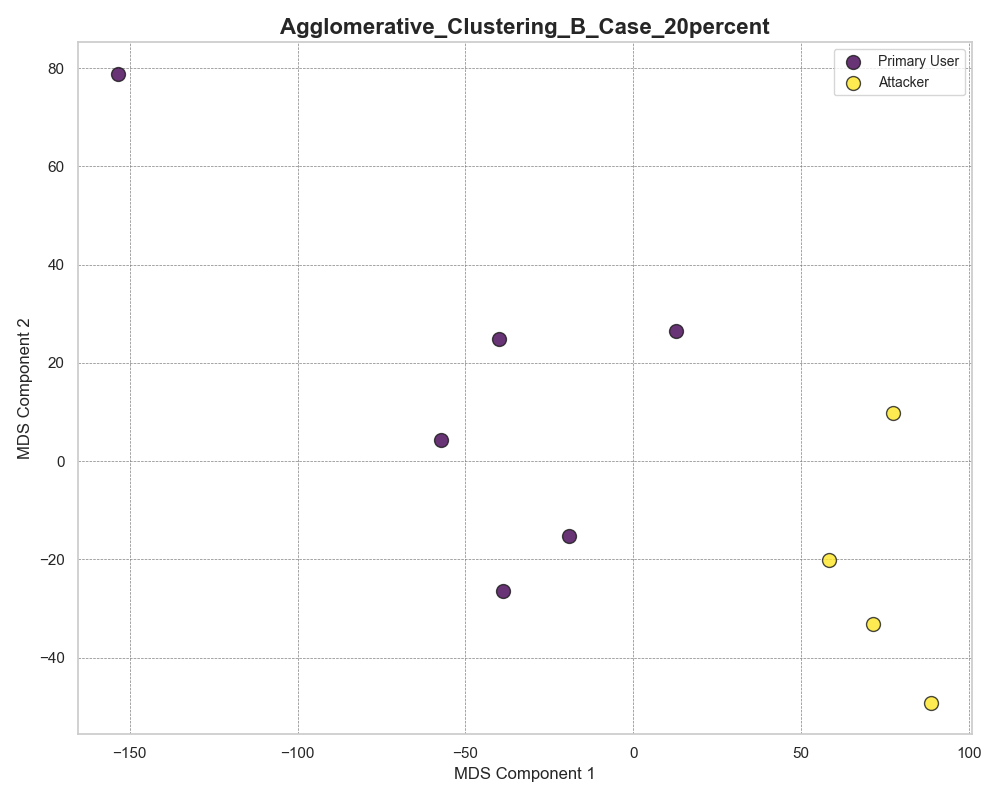 Agglomerative_Clustering_B_Case_20percent
Primary User
Attacker
MDS Component 2
80
60
40
20
0
−20
−40
−150
−100
−50
0
50
100
MDS Component 1